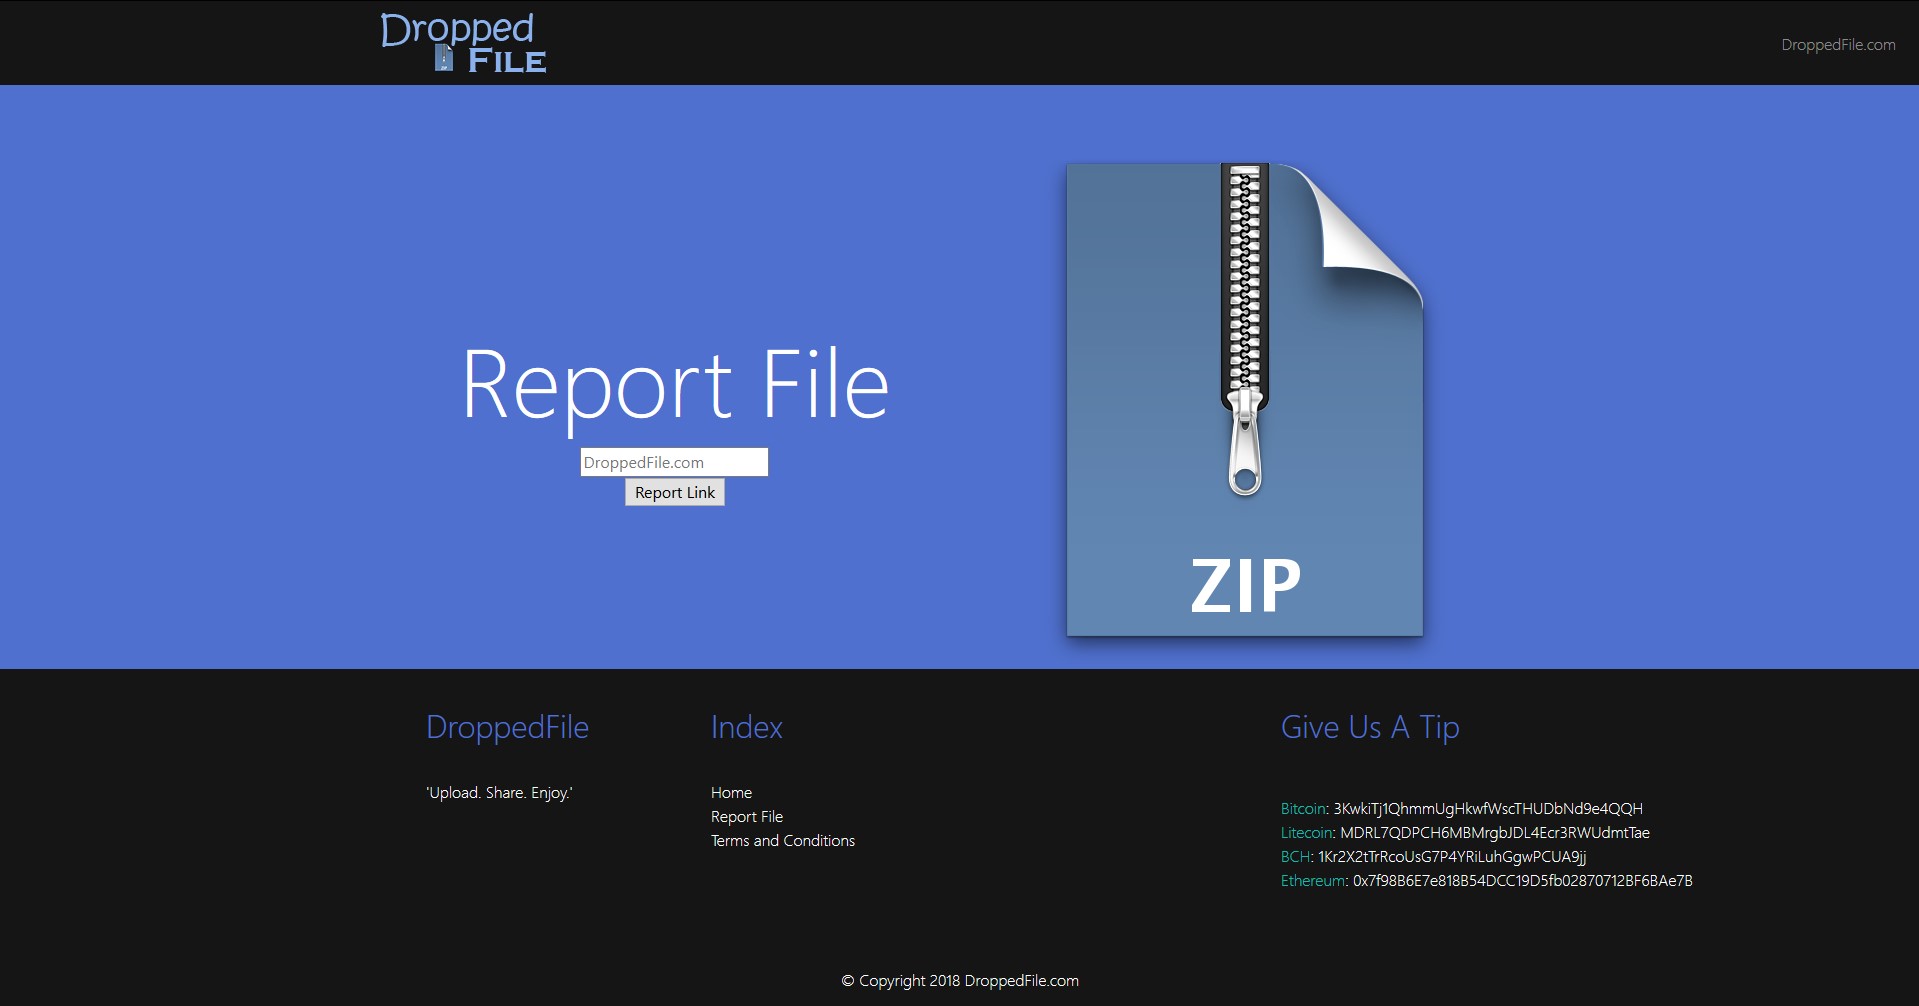 Dropped
FILE
DroppedFile.com
Report File
DroppedFile.com
Report Link
ZIP
DroppedFile
'Upload. Share. Enjoy.'
Index
Home
Report File
Terms and Conditions
Give Us A Tip
Bitcoin: 3KwkiTj1QhmmUgHkwfWscTHUDbNd9e4QQH
Litecoin: MDRL7QDPCH6MBMrgbJDL4Ecr3RWUdmtTae
BCH: 1Kr2X2tTrRcoUsG7P4YRiLuhGgwPCUA9jj
Ethereum: 0x7f98B6E7e818B54DCC19D5fb02870712BF6BAe7B
© Copyright 2018 DroppedFile.com